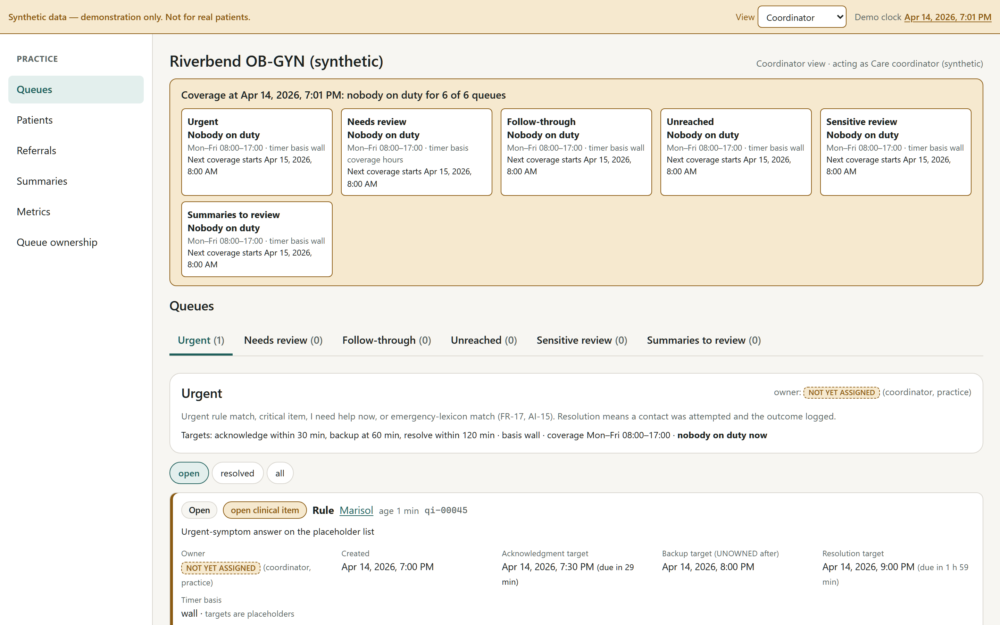 Synthetic data — demonstration only. Not for real patients.
View Coordinator Demo clock Apr 14, 2026, 7:01 PM
PRACTICE
Queues
Patients
Referrals
Summaries
Metrics
Queue ownership
Riverbend OB-GYN (synthetic)
Coordinator view · acting as Care coordinator (synthetic)
Coverage at Apr 14, 2026, 7:01 PM: nobody on duty for 6 of 6 queues
Urgent
Nobody on duty
Mon–Fri 08:00–17:00 · timer basis wall
Next coverage starts Apr 15, 2026,
8:00 AM
Needs review
Nobody on duty
Mon–Fri 08:00–17:00 · timer basis
coverage hours
Next coverage starts Apr 15, 2026,
8:00 AM
Follow-through
Nobody on duty
Mon–Fri 08:00–17:00 · timer basis wall
Next coverage starts Apr 15, 2026,
8:00 AM
Unreached
Nobody on duty
Mon–Fri 08:00–17:00 · timer basis wall
Next coverage starts Apr 15, 2026,
8:00 AM
Sensitive review
Nobody on duty
Mon–Fri 08:00–17:00 · timer basis wall
Next coverage starts Apr 15, 2026,
8:00 AM
Summaries to review
Nobody on duty
Mon–Fri 08:00–17:00 · timer basis wall
Next coverage starts Apr 15, 2026,
8:00 AM
Queues
Urgent (1) Needs review (0) Follow-through (0) Unreached (0) Sensitive review (0) Summaries to review (0)
Urgent
owner: NOT YET ASSIGNED (coordinator, practice)
Urgent rule match, critical item, I need help now, or emergency-lexicon match (FR-17, AI-15). Resolution means a contact was attempted and the outcome logged.
Targets: acknowledge within 30 min, backup at 60 min, resolve within 120 min · basis wall · coverage Mon–Fri 08:00–17:00 · nobody on duty now
open resolved all
Open open clinical item Rule Marisol age 1 min qi-00045
Urgent-symptom answer on the placeholder list
Owner
NOT YET ASSIGNED (coordinator,
practice)
Created
Apr 14, 2026, 7:00 PM
Acknowledgment target
Apr 14, 2026, 7:30 PM (due in 29
min)
Backup target (UNOWNED after)
Apr 14, 2026, 8:00 PM
Resolution target
Apr 14, 2026, 9:00 PM (due in 1 h 59
min)
Timer basis
wall · targets are placeholders